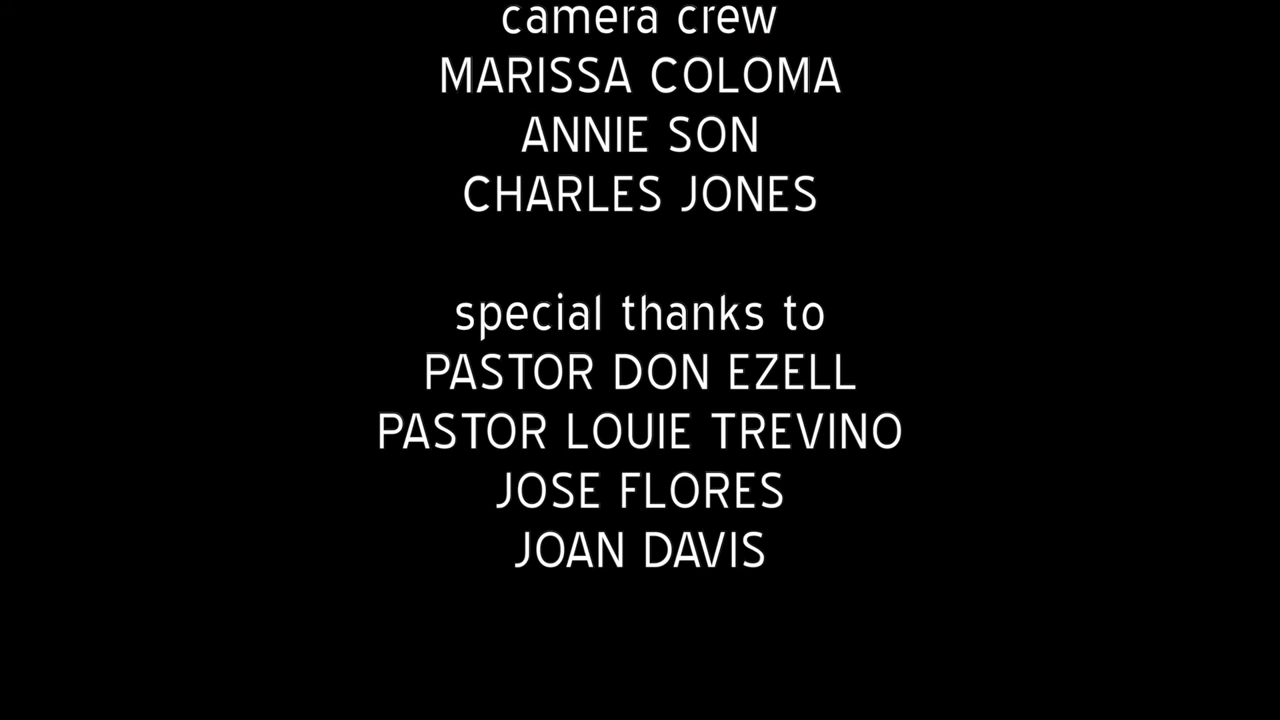 camera crew
MARISSA COLOMA
ANNIE SON
CHARLES JONES
special thanks to
PASTOR DON EZELL
PASTOR LOUIE TREVINO
JOSE FLORES
JOAN DAVIS